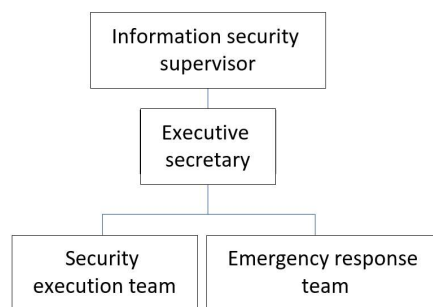 Information security
supervisor
Executive
secretary
Security
execution team
Emergency response
team